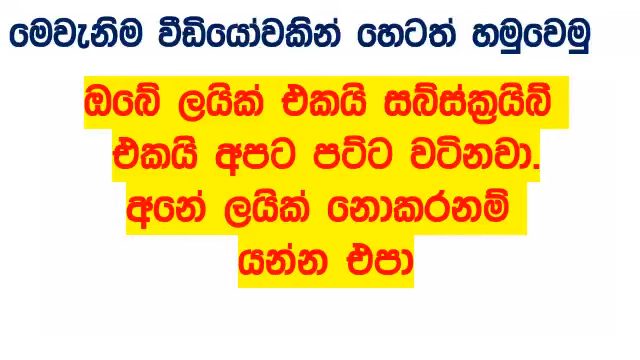 මෙවැනිම වීඩියෝවකින් හෙටත් හමුවෙමු
ඔබේ ලයික් එකයි සබ්ස්ක්‍රයිබ්
එකයි අපට පට්ට වටිනවා.
අනේ ලයික් නොකරනම්
යන්න එපා